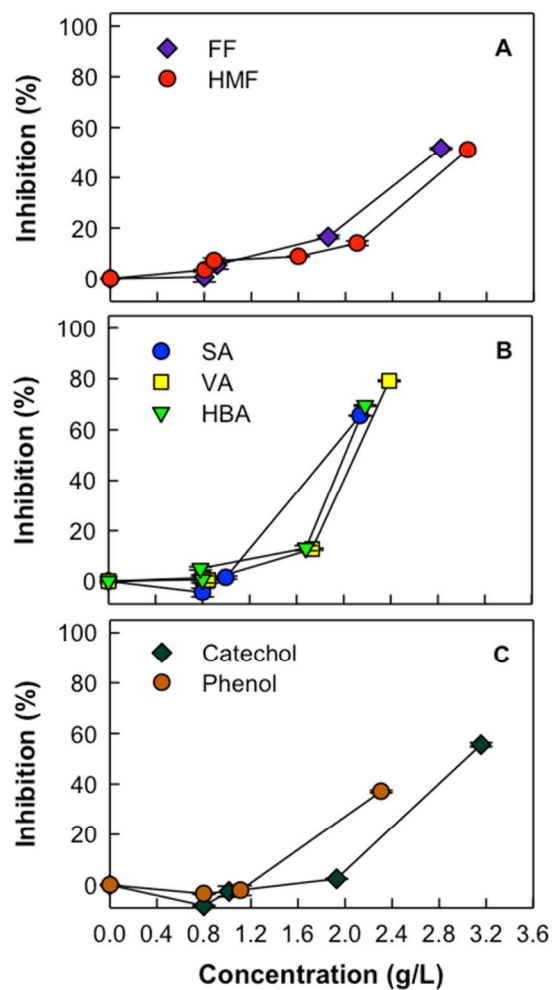 100
80
60
40
20
0
Inhibition (%)
FF
HMF
A
100
80
60
40
20
0
Inhibition (%)
SA
VA
HBA
B
100
80
60
40
20
0
Inhibition (%)
Catechol
Phenol
C
0.0 0.4 0.8 1.2 1.6 2.0 2.4 2.8 3.2 3.6
Concentration (g/L)